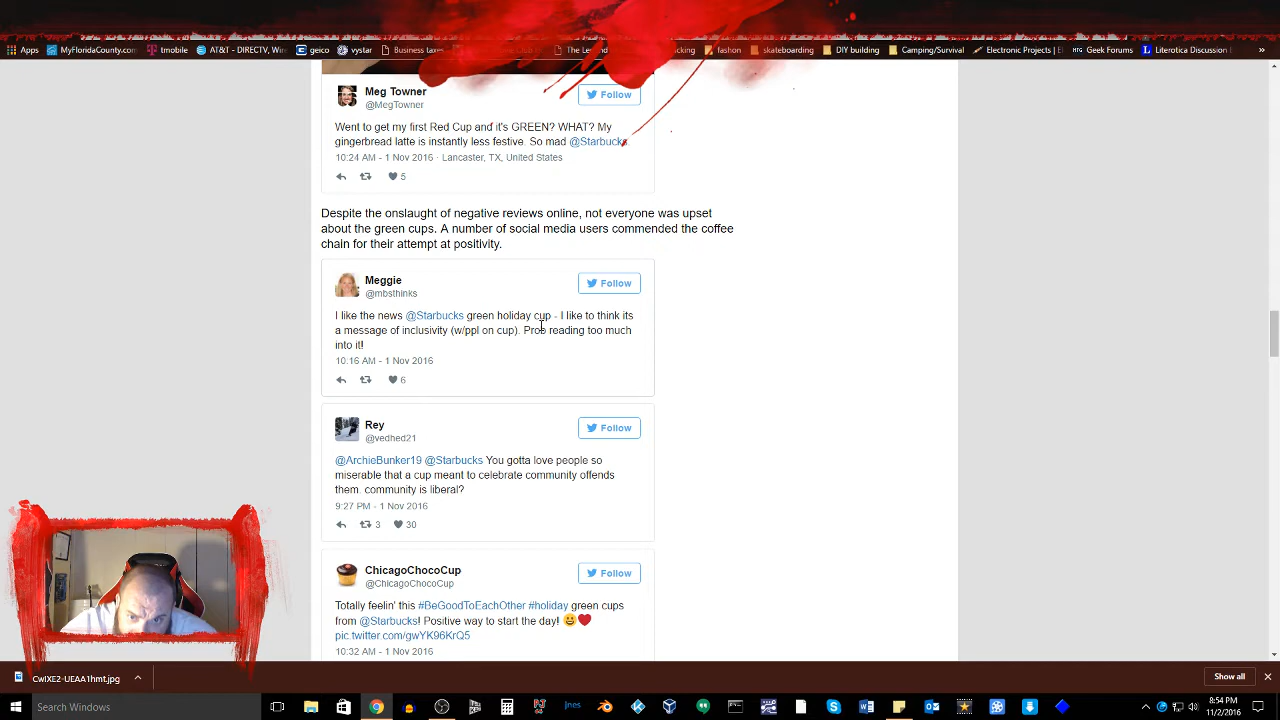 Apps MyFloridaCounty.com tmobile AT&T - DIRECTV, Win geico vystar Business taxes The Legend fashon skateboarding DIY building Camping/Survival Electronic Projects | El Geek Forums Literotica Discussion »
Meg Towner
@MegTowner
Follow
Went to get my first Red Cup and it's GREEN? WHAT? My
gingerbread latte is instantly less festive. So mad @Starbucks.
10:24 AM - 1 Nov 2016 · Lancaster, TX, United States
5
Despite the onslaught of negative reviews online, not everyone was upset
about the green cups. A number of social media users commended the coffee
chain for their attempt at positivity.
Meggie
@mbsthinks
Follow
I like the news @Starbucks green holiday cup - I like to think its
a message of inclusivity (w/ppl on cup). Prob reading too much
into it!
10:16 AM - 1 Nov 2016
6
Rey
@vedhed21
Follow
@ArchieBunker19 @Starbucks You gotta love people so
miserable that a cup meant to celebrate community offends
them. community is liberal?
9:27 PM - 1 Nov 2016
3 30
ChicagoChocoCup
@ChicagoChocoCup
Follow
Totally feelin' this #BeGoodToEachOther #holiday green cups
from @Starbucks! Positive way to start the day!
pic.twitter.com/gwYK96KrQ5
10:32 AM - 1 Nov 2016
CwIXE2-UEAA1hmt.jpg
Show all
Search Windows
8:54 PM
11/2/2016